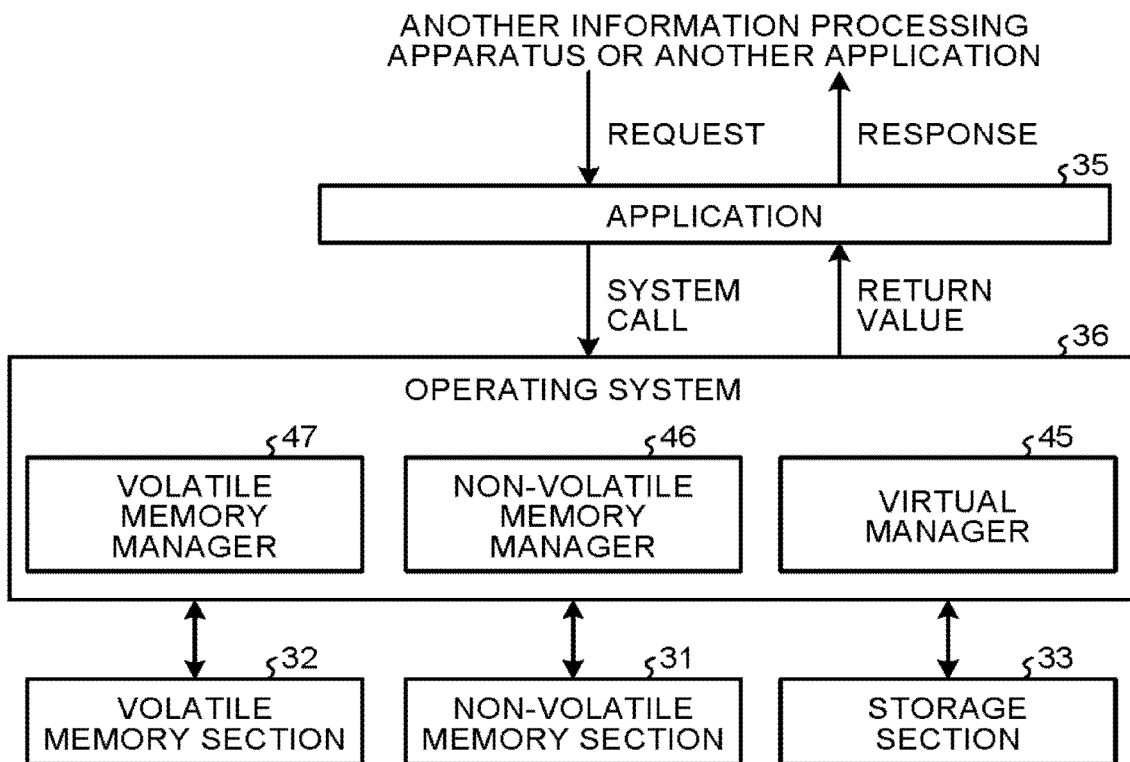 ANOTHER INFORMATION PROCESSING
APPARATUS OR ANOTHER APPLICATION
REQUEST
RESPONSE
35
APPLICATION
SYSTEM
CALL
RETURN
VALUE
36
OPERATING SYSTEM
47
VOLATILE
MEMORY
MANAGER
46
NON-VOLATILE
MEMORY
MANAGER
45
VIRTUAL
MANAGER
32
VOLATILE
MEMORY SECTION
31
NON-VOLATILE
MEMORY SECTION
33
STORAGE
SECTION